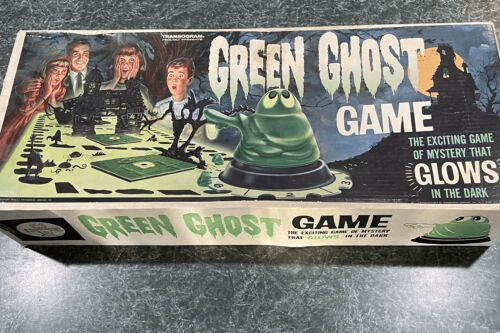 TRANSOGRAM
GREEN GHOST
GAME
THE EXCITING GAME
OF MYSTERY THAT
GLOWS
IN THE DARK
GREEN GHOST GAME
THE EXCITING GAME OF MYSTERY
THAT GLOWS IN THE DARK